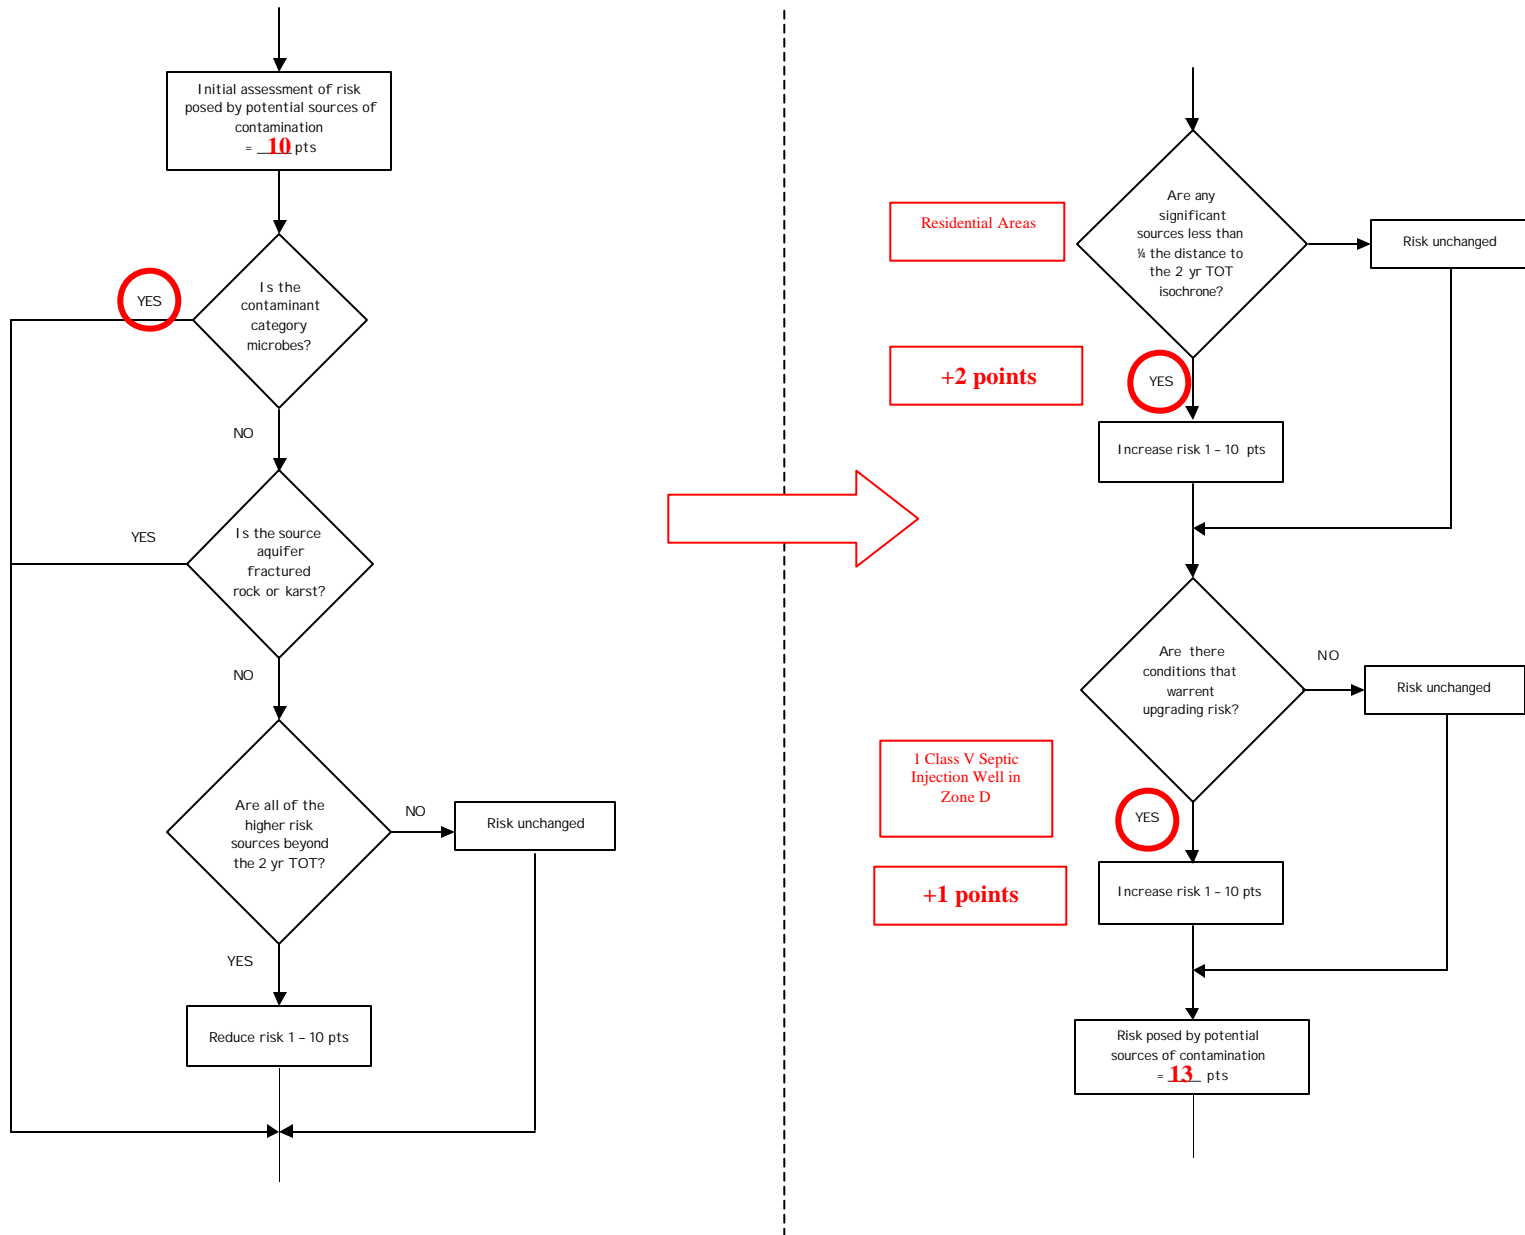 Initial assessment of risk
posed by potential sources of
contamination
= 10 pts
YES
Is the
contaminant
category
microbes?
NO
YES
Is the source
aquifer
fractured
rock or karst?
NO
Are all of the
higher risk
sources beyond
the 2 yr TOT?
NO
Risk unchanged
YES
Reduce risk 1 – 10 pts
Residential Areas
Are any
significant
sources less than
¼ the distance to
the 2 yr TOT
isochrone?
Risk unchanged
+2 points
YES
Increase risk 1 – 10 pts
Are there
conditions that
warrent
upgrading risk?
NO
Risk unchanged
1 Class V Septic
Injection Well in
Zone D
YES
+1 points
Increase risk 1 – 10 pts
Risk posed by potential
sources of contamination
= 13 pts